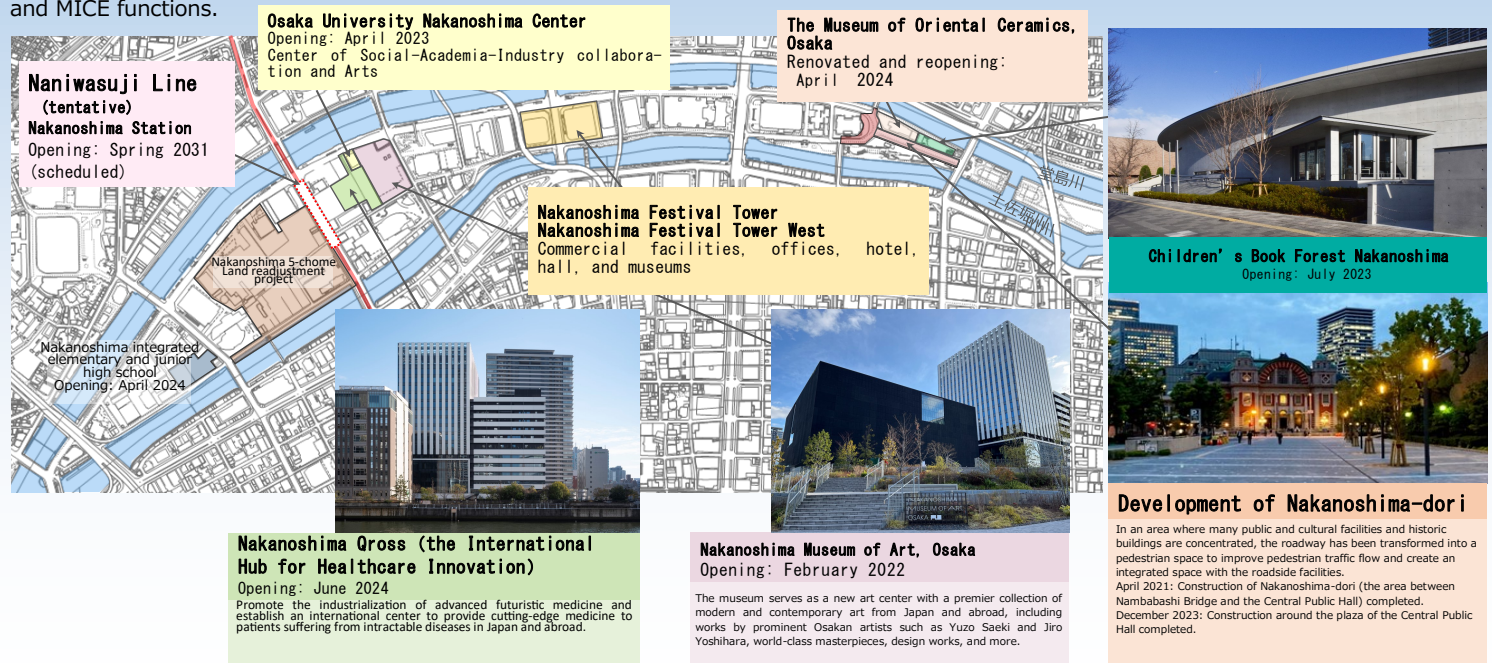 and MICE functions.
Osaka University Nakanoshima Center
Opening: April 2023
Center of Social-Academia-Industry collabora-
tion and Arts
The Museum of Oriental Ceramics,
Osaka
Renovated and reopening:
April 2024
Naniwasuji Line
(tentative)
Nakanoshima Station
Opening: Spring 2031
(scheduled)
堂島川
土佐堀川
Nakanoshima Festival Tower
Nakanoshima Festival Tower West
Commercial facilities, offices, hotel,
hall, and museums
Nakanoshima 5-chome
Land readjustment
project
Nakanoshima integrated
elementary and junior
high school
Opening: April 2024
Children's Book Forest Nakanoshima
Opening: July 2023
NAKANOSHIMA
MUSEUM OF ART
OSAKA
Nakanoshima Qross (the International
Hub for Healthcare Innovation)
Opening: June 2024
Promote the industrialization of advanced futuristic medicine and
establish an international center to provide cutting-edge medicine to
patients suffering from intractable diseases in Japan and abroad.
Nakanoshima Museum of Art, Osaka
Opening: February 2022
The museum serves as a new art center with a premier collection of
modern and contemporary art from Japan and abroad, including
works by prominent Osakan artists such as Yuzo Saeki and Jiro
Yoshihara, world-class masterpieces, design works, and more.
Development of Nakanoshima-dori
In an area where many public and cultural facilities and historic
buildings are concentrated, the roadway has been transformed into a
pedestrian space to improve pedestrian traffic flow and create an
integrated space with the roadside facilities.
April 2021: Construction of Nakanoshima-dori (the area between
Nambabashi Bridge and the Central Public Hall) completed.
December 2023: Construction around the plaza of the Central Public
Hall completed.